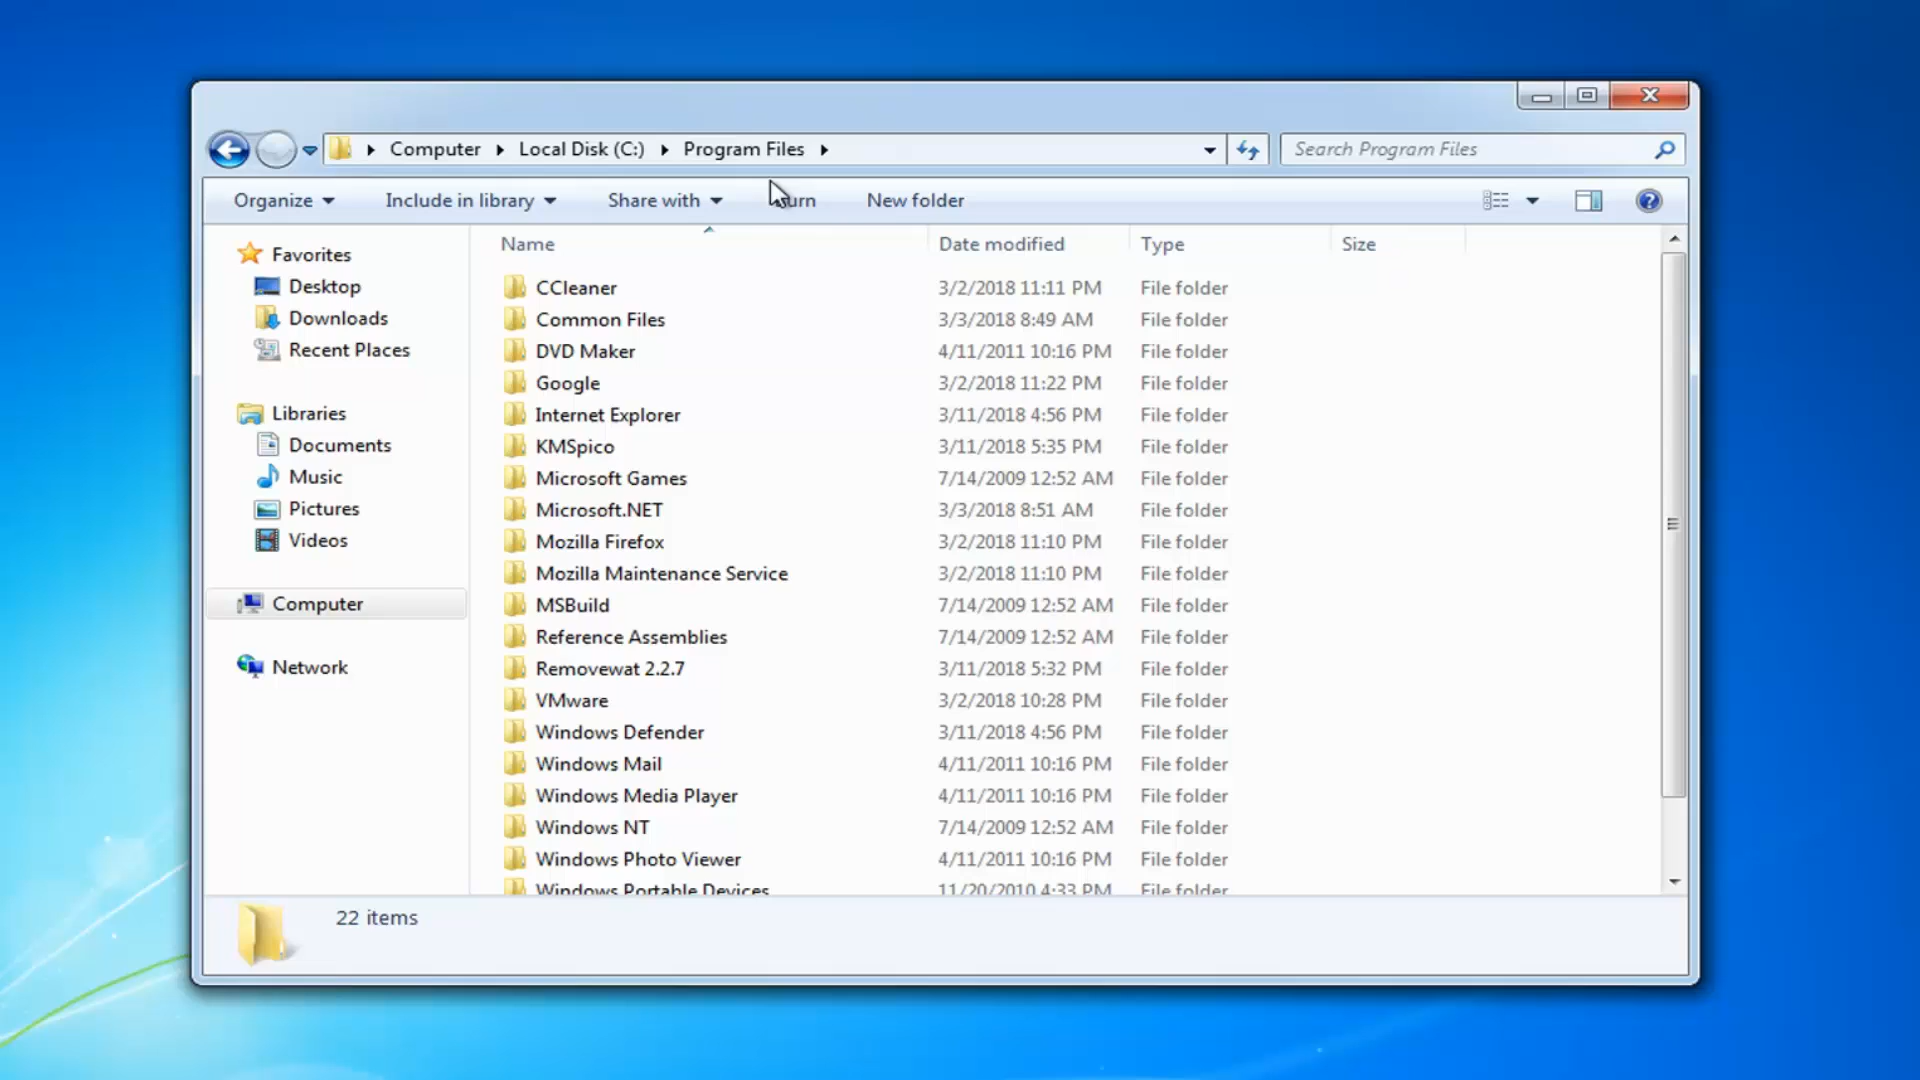 Computer Local Disk (C:) Program Files Search Program Files
Organize Include in library Share with New folder
Name Date modified Type Size
Favorites
Desktop
Downloads
Recent Places
Libraries
Documents
Music
Pictures
Videos
Computer
Network
CCleaner 3/2/2018 11:11 PM File folder
Common Files 3/3/2018 8:49 AM File folder
DVD Maker 4/11/2011 10:16 PM File folder
Google 3/2/2018 11:22 PM File folder
Internet Explorer 3/11/2018 4:56 PM File folder
KMSpico 3/11/2018 5:35 PM File folder
Microsoft Games 7/14/2009 12:52 AM File folder
Microsoft.NET 3/3/2018 8:51 AM File folder
Mozilla Firefox 3/2/2018 11:10 PM File folder
Mozilla Maintenance Service 3/2/2018 11:10 PM File folder
MSBuild 7/14/2009 12:52 AM File folder
Reference Assemblies 7/14/2009 12:52 AM File folder
Removewat 2.2.7 3/11/2018 5:32 PM File folder
VMware 3/2/2018 10:28 PM File folder
Windows Defender 3/11/2018 4:56 PM File folder
Windows Mail 4/11/2011 10:16 PM File folder
Windows Media Player 4/11/2011 10:16 PM File folder
Windows NT 7/14/2009 12:52 AM File folder
Windows Photo Viewer 4/11/2011 10:16 PM File folder
Windows Portable Devices 11/20/2010 4:33 PM File folder
22 items